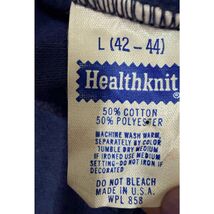 L (42 - 44)
Healthknit
50% COTTON
50% POLYESTER
MACHINE WASH WARM,
SEPARATELY BY COLOR
TUMBLE DRY MEDIUM
IF IRONED USE MEDIUM
SETTING-DO NOT IRON IF
DECORATED
DO NOT BLEACH
MADE IN U.S.A.
WPL 858